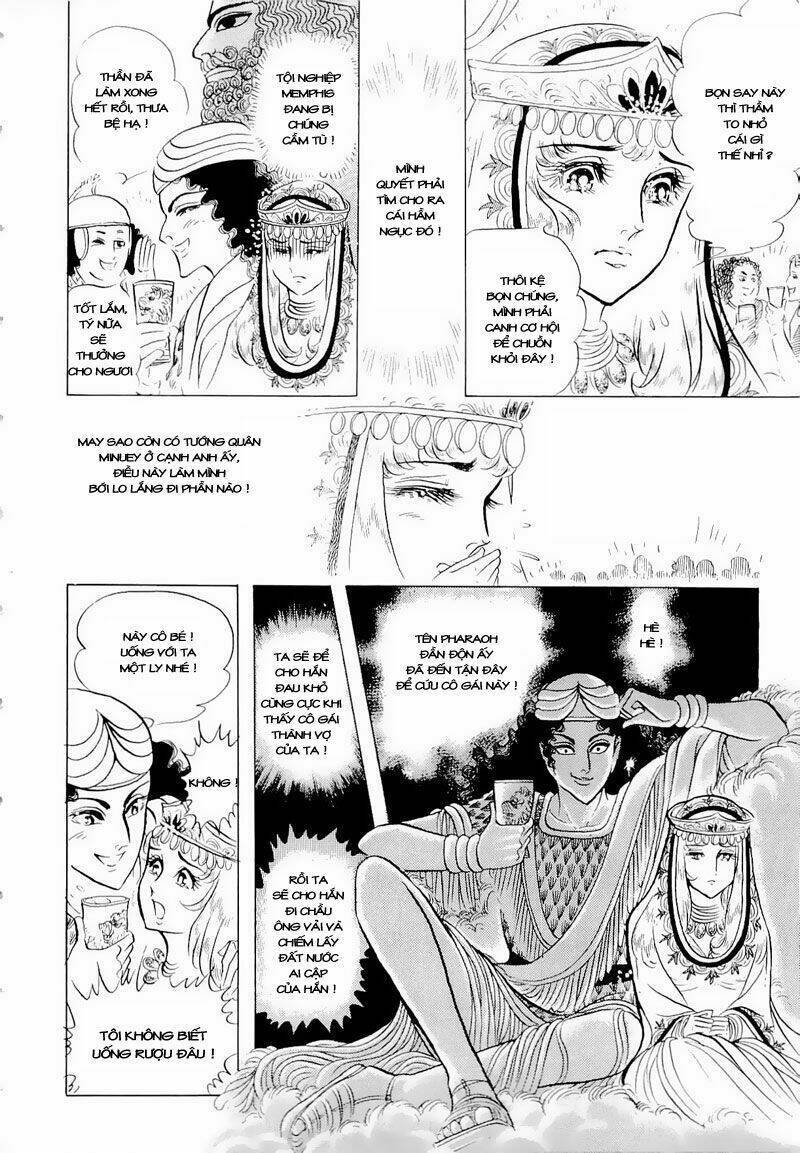 THẦN ĐÃ
LÀM XONG
HẾT RỒI, THƯA
BỆ HẠ !
TỘI NGHIỆP
MEMPHIS
ĐANG BỊ
CHÚNG
CẦM TÙ !
TỐT LẮM,
TÝ NỮA
SẼ
THƯỞNG
CHO NGƯƠI
MÌNH
QUYẾT PHẢI
TÌM CHO RA
CÁI HẦM
NGỤC ĐÓ !
BỌN SAY NÀY
THÌ THẦM
TO NHỎ
CÁI GÌ
THẾ NHỈ ?
THÔI KỆ
BỌN CHÚNG,
MÌNH PHẢI
CANH CƠ HỘI
ĐỂ CHUỒN
KHỎI ĐÂY !
MAY SAO CÒN CÓ TƯỚNG QUÂN
MINUEY Ở CẠNH ANH ẤY,
ĐIỀU NÀY LÀM MÌNH
BỚI LO LẮNG ĐI PHẦN NÀO !
NÀY CÔ BÉ !
UỐNG VỚI TA
MỘT LY NHÉ !
KHÔNG !
TÔI KHÔNG BIẾT
UỐNG RƯỢU ĐÂU !
TA SẼ ĐỂ
CHO HẮN
ĐAU KHỔ
CÙNG CỰC KHI
THẤY CÔ GÁI
THÀNH VỢ
CỦA TA !
TÊN PHARAOH
ĐẦN ĐỘN ẤY
ĐÃ ĐẾN TẬN ĐÂY
ĐỂ CỨU CÔ GÁI NÀY !
HÈ
HÈ !
RỒI TA
SẼ CHO HẮN
ĐI CHẦU
ÔNG VẢI VÀ
CHIẾM LẤY
ĐẤT NƯỚC
AI CẬP
CỦA HẮN !